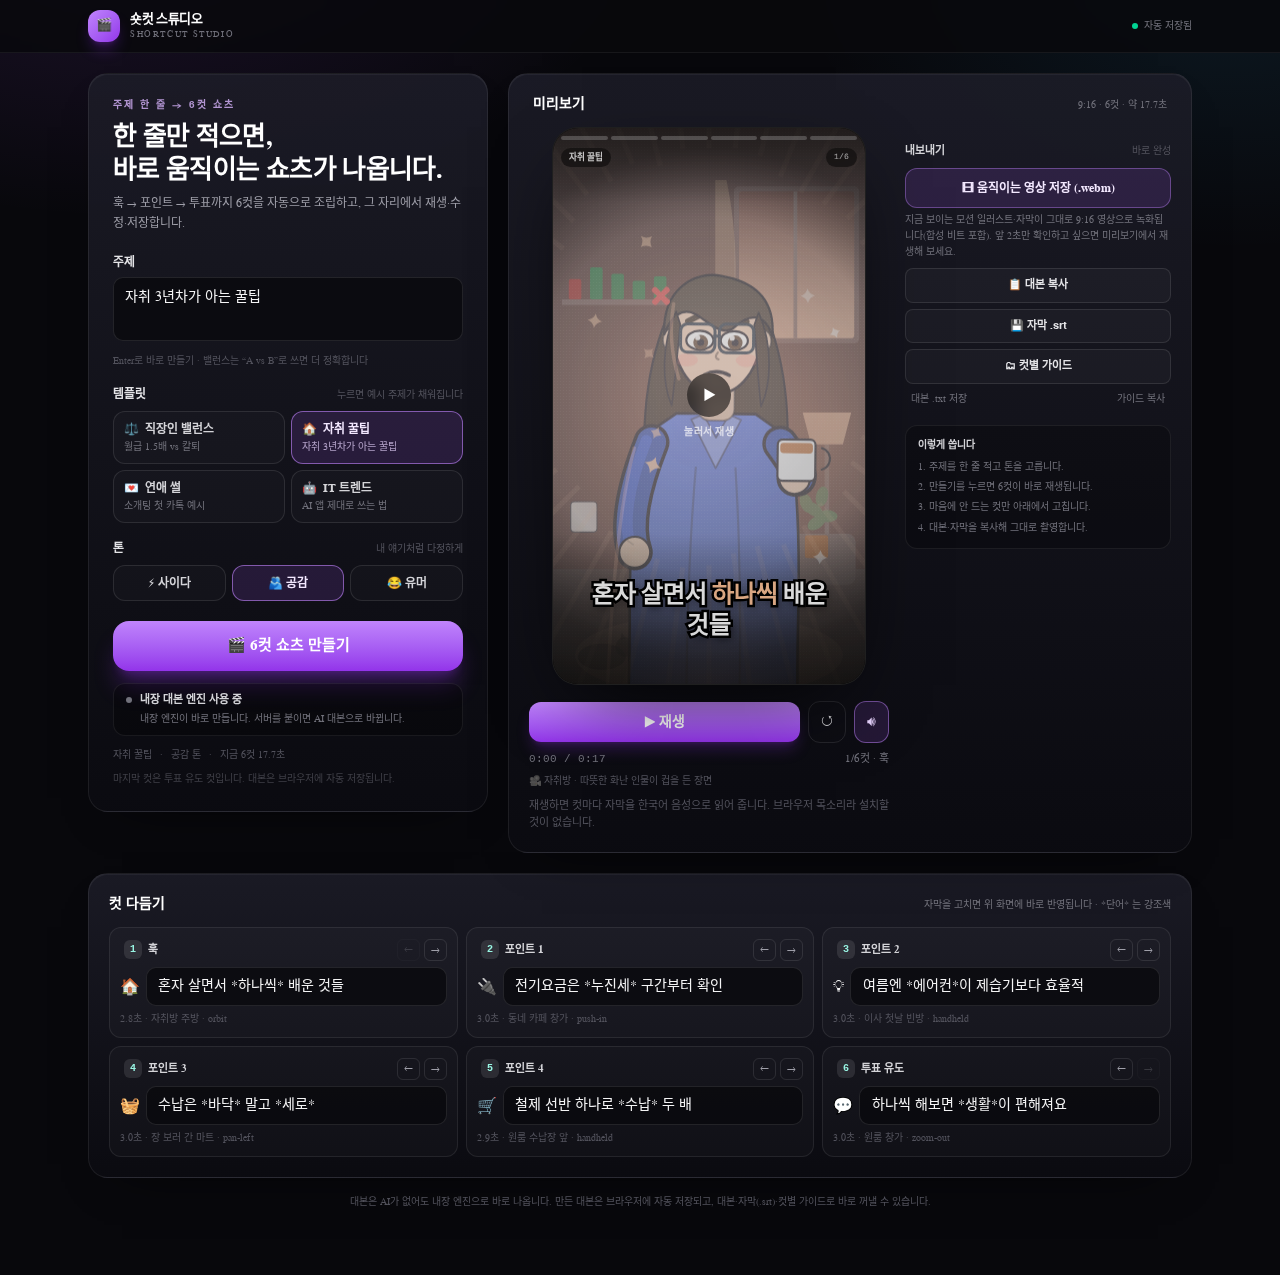 숏컷 스튜디오
SHORTCUT STUDIO
자동 저장됨
주제 한 줄 → 6컷 쇼츠
한 줄만 적으면,
바로 움직이는 쇼츠가 나옵니다.
훅 → 포인트 → 투표까지 6컷을 자동으로 조립하고, 그 자리에서 재생·수
정·저장합니다.
주제
자취 3년차가 아는 꿀팁
Enter로 바로 만들기 · 밸런스는 “A vs B”로 쓰면 더 정확합니다
템플릿
누르면 예시 주제가 채워집니다
⚖️ 직장인 밸런스
월급 1.5배 vs 칼퇴
🏠 자취 꿀팁
자취 3년차가 아는 꿀팁
💌 연애 썰
소개팅 첫 카톡 예시
🤖 IT 트렌드
AI 앱 제대로 쓰는 법
톤
내 얘기처럼 다정하게
⚡ 사이다
🫂 공감
😂 유머
🎬 6컷 쇼츠 만들기
내장 대본 엔진 사용 중
내장 엔진이 바로 만듭니다. 서버를 붙이면 AI 대본으로 바뀝니다.
자취 꿀팁 · 공감 톤 · 지금 6컷 17.7초
마지막 컷은 투표 유도 컷입니다. 대본은 브라우저에 자동 저장됩니다.
미리보기
9:16 · 6컷 · 약 17.7초
자취 꿀팁
1/6
눌러서 재생
혼자 살면서 하나씩 배운
것들
▶ 재생
0:00 / 0:17
1/6컷 · 훅
🎥 자취방 · 따뜻한 화난 인물이 컵을 든 장면
재생하면 컷마다 자막을 한국어 음성으로 읽어 줍니다. 브라우저 목소리라 설치할
것이 없습니다.
내보내기
바로 완성
🎞 움직이는 영상 저장 (.webm)
지금 보이는 모션 일러스트·자막이 그대로 9:16 영상으로 녹화됩
니다(합성 비트 포함). 앞 2초만 확인하고 싶으면 미리보기에서 재
생해 보세요.
📋 대본 복사
💾 자막 .srt
🗂 컷별 가이드
대본 .txt 저장
가이드 복사
이렇게 씁니다
1. 주제를 한 줄 적고 톤을 고릅니다.
2. 만들기를 누르면 6컷이 바로 재생됩니다.
3. 마음에 안 드는 컷만 아래에서 고칩니다.
4. 대본·자막을 복사해 그대로 촬영합니다.
컷 다듬기
자막을 고치면 위 화면에 바로 반영됩니다 · *단어* 는 강조색
1 훅 ← →
🏠 혼자 살면서 *하나씩* 배운 것들
2.8초 · 자취방 주방 · orbit
2 포인트 1 ← →
🔌 전기요금은 *누진세* 구간부터 확인
3.0초 · 동네 카페 창가 · push-in
3 포인트 2 ← →
💡 여름엔 *에어컨*이 제습기보다 효율적
3.0초 · 이사 첫날 빈방 · handheld
4 포인트 3 ← →
🧺 수납은 *바닥* 말고 *세로*
3.0초 · 장 보러 간 마트 · pan-left
5 포인트 4 ← →
🛒 철제 선반 하나로 *수납* 두 배
2.9초 · 원룸 수납장 앞 · handheld
6 투표 유도 ← →
💬 하나씩 해보면 *생활*이 편해져요
3.0초 · 원룸 창가 · zoom-out
대본은 AI가 없어도 내장 엔진으로 바로 나옵니다. 만든 대본은 브라우저에 자동 저장되고, 대본·자막(.srt)·컷별 가이드로 바로 꺼낼 수 있습니다.